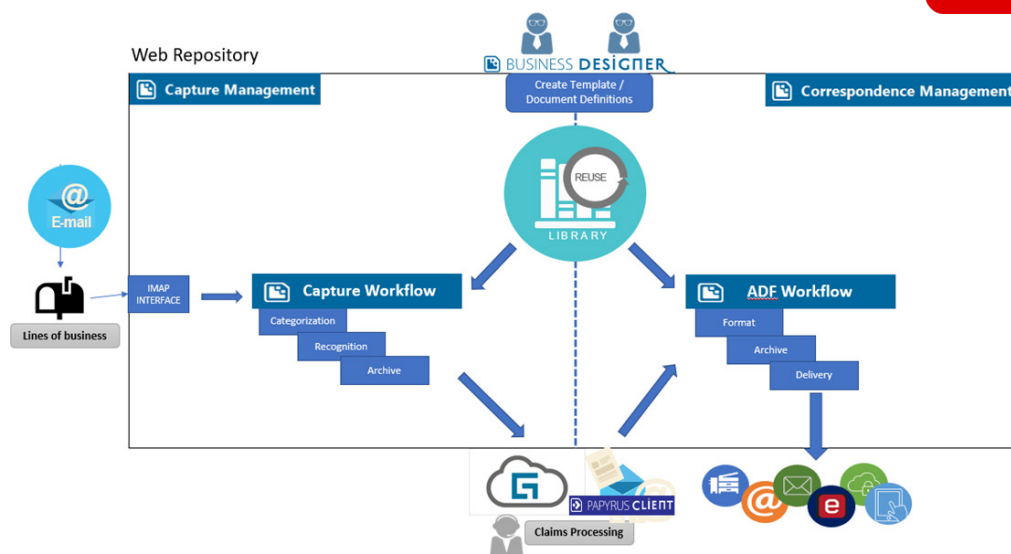 Web Repository
BUSINESS DESIGNER
Capture Management
Create Template /
Document Definitions
Correspondence Management
REUSE
LIBRARY
@
E-mail
IMAP
INTERFACE
Capture Workflow
ADF Workflow
Lines of business
Categorization
Recognition
Archive
Format
Archive
Delivery
PAPYRUS CLIENT
@
e
Claims Processing